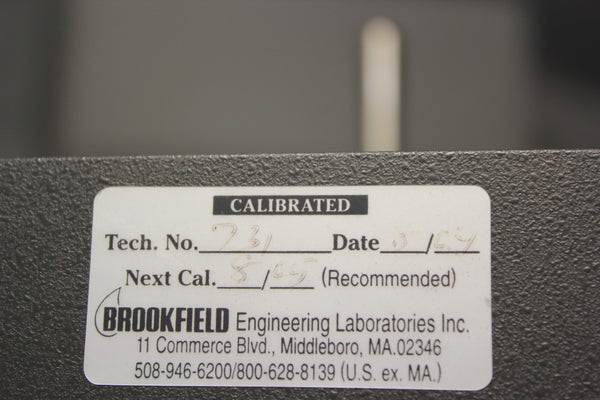 CALIBRATED
Tech. No. 731 Date /04
Next Cal. 8/05 (Recommended)
BROOKFIELD Engineering Laboratories Inc.
11 Commerce Blvd., Middleboro, MA.02346
508-946-6200/800-628-8139 (U.S. ex. MA.)